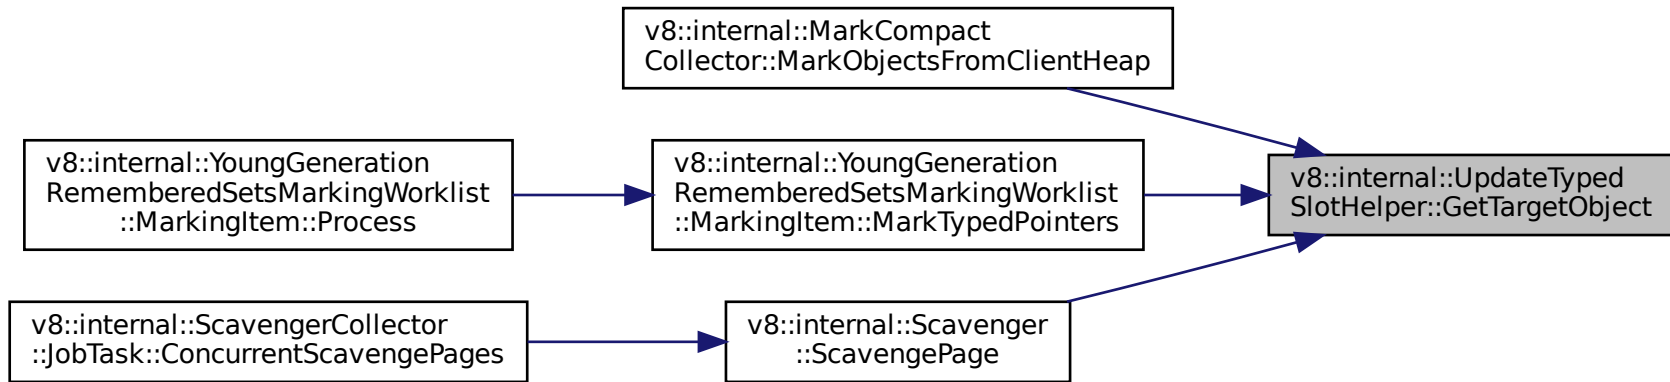 v8::internal::MarkCompact
Collector::MarkObjectsFromClientHeap
v8::internal::YoungGeneration
RememberedSetsMarkingWorklist
::MarkingItem::Process
v8::internal::YoungGeneration
RememberedSetsMarkingWorklist
::MarkingItem::MarkTypedPointers
v8::internal::UpdateTyped
SlotHelper::GetTargetObject
v8::internal::ScavengerCollector
::JobTask::ConcurrentScavengePages
v8::internal::Scavenger
::ScavengePage